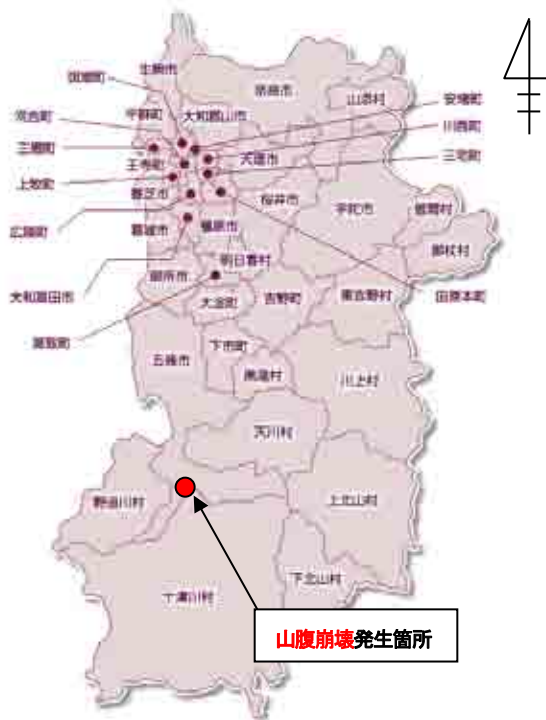 斑鳩町
生駒市
奈良市
山添村
安堵町
河合町
平群町
大和郡山市
川西町
三郷町
天理市
三宅町
王寺町
上牧町
香芝市
桜井市
宇陀市
曽爾村
広陵町
葛城市
橿原市
御杖村
明日香村
大和高田市
御所市
田原本町
大淀町
吉野町
東吉野村
高取町
五條市
下市町
黒滝村
川上村
天川村
野迫川村
上北山村
下北山村
十津川村
山腹崩壊発生箇所